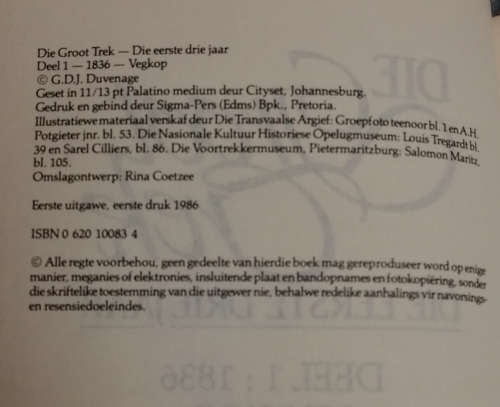 Die Groot Trek — Die eerste drie jaar
Deel 1 — 1836 — Vegkop
© G.D.J. Duvenage
Geset in 11/13 pt Palatino medium deur Cityset, Johannesburg.
Gedruk en gebind deur Sigma-Pers (Edms) Bpk., Pretoria.
Illustratiewe materiaal verskaf deur Die Transvaalse Argief: Groepfoto teenoor bl. 1 en A.H.
Potgieter jnr. bl. 53. Die Nasionale Kultuur Historiese Opelugmuseum: Louis Tregardt bl.
39 en Sarel Cilliers, bl. 86. Die Voortrekkermuseum, Pietermaritzburg: Salomon Maritz,
bl. 105.
Omslagontwerp: Rina Coetzee
Eerste uitgawe, eerste druk 1986
ISBN 0 620 10083 4
© Alle regte voorbehou, geen gedeelte van hierdie boek mag gereproduseer word op enige
manier, meganies of elektronies, insluitende plaat en bandopnames en fotokopiëring, sonder
die skriftelike toestemming van die uitgewer nie, behalwe redelike aanhalings vir navorsings-
en resensiedoeleindes.
DIE
DIE EERSTE DRIE JAAR
DEEL 1 : 1836